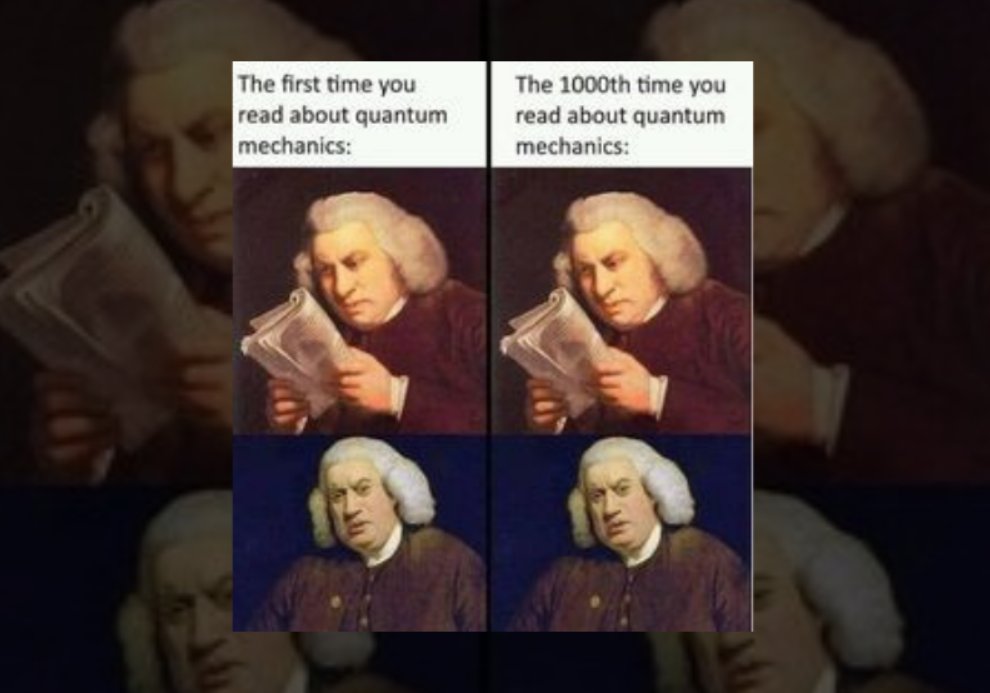 The first time you
read about quantum
mechanics:
The 1000th time you
read about quantum
mechanics: